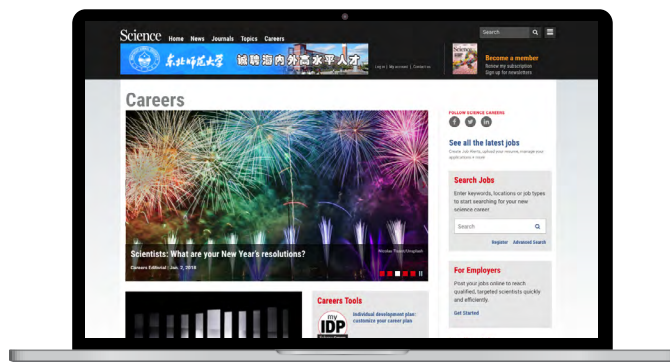 Science Home News Journals Topics Careers
Search
东北师范大学 诚聘海内外高水平人才
Log in | My account | Contact us
Science
Become a member
Renew my subscription
Sign up for newsletters
Careers
FOLLOW SCIENCE CAREERS
See all the latest jobs
Create Job Alerts, upload your resume, manage your
applications & more
Search Jobs
Enter keywords, locations or job types
to start searching for your new
science career.
Search
Register Advanced Search
Scientists: What are your New Year's resolutions?
Careers Editorial | Jan. 2, 2018
Nicolas Tissot/Unsplash
For Employers
Post your jobs online to reach
qualified, targeted scientists quickly
and efficiently.
Get Started
Careers Tools
my
IDP
Individual development plan:
customize your career plan